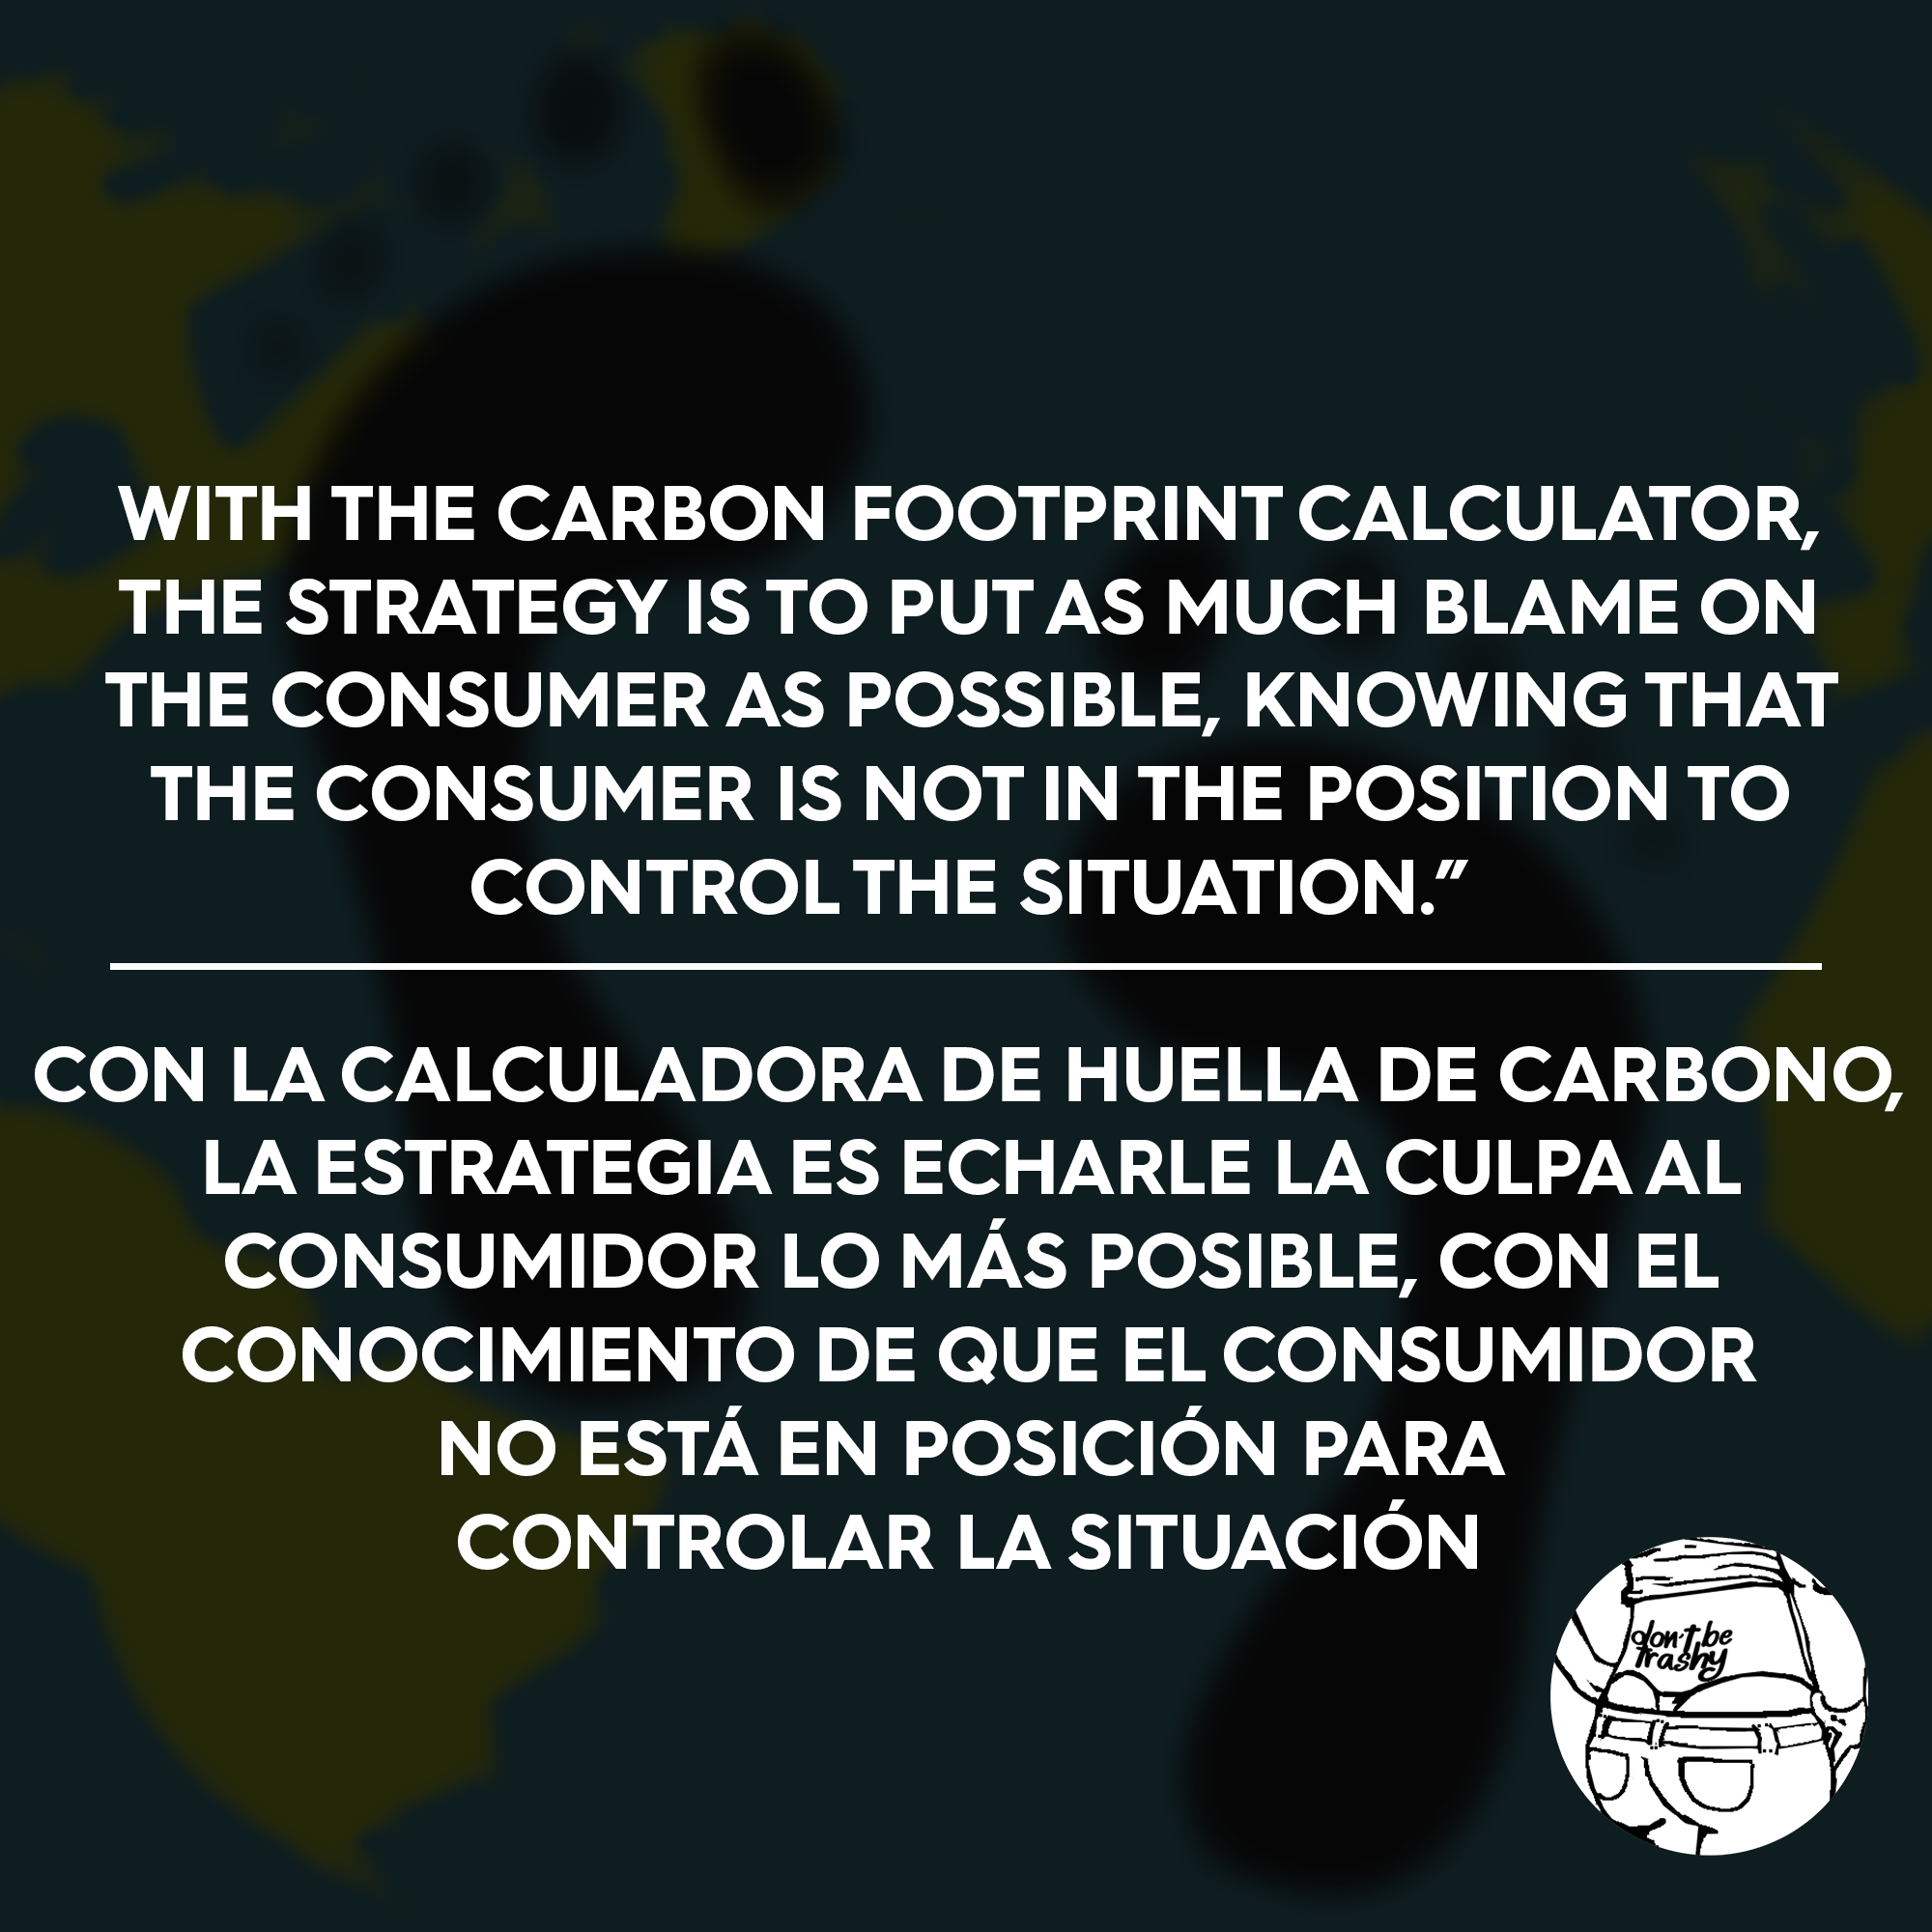 WITH THE CARBON FOOTPRINT CALCULATOR,
THE STRATEGY IS TO PUT AS MUCH BLAME ON
THE CONSUMER AS POSSIBLE, KNOWING THAT
THE CONSUMER IS NOT IN THE POSITION TO
CONTROL THE SITUATION.”
CON LA CALCULADORA DE HUELLA DE CARBONO,
LA ESTRATEGIA ES ECHARLE LA CULPA AL
CONSUMIDOR LO MÁS POSIBLE, CON EL
CONOCIMIENTO DE QUE EL CONSUMIDOR
NO ESTÁ EN POSICIÓN PARA
CONTROLAR LA SITUACIÓN
don't be
trashy